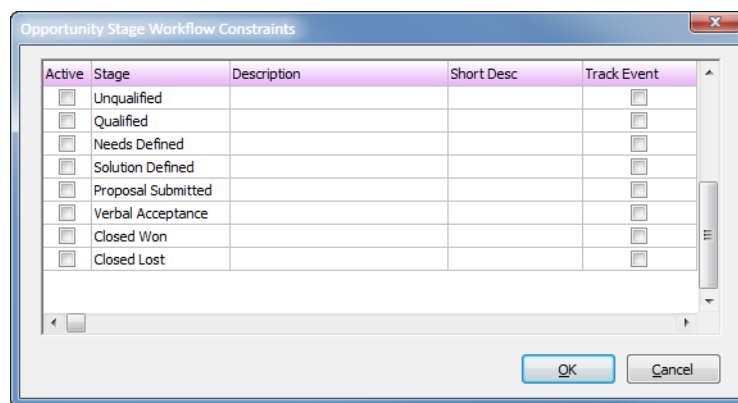 Opportunity Stage Workflow Constraints
Active Stage Description Short Desc Track Event
Unqualified
Qualified
Needs Defined
Solution Defined
Proposal Submitted
Verbal Acceptance
Closed Won
Closed Lost
OK Cancel